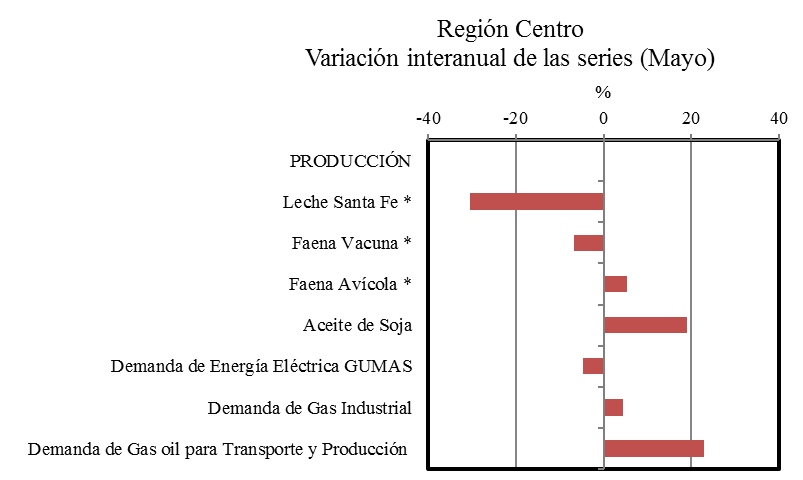 Región Centro
Variación interanual de las series (Mayo)
%
-40 -20 0 20 40
PRODUCCIÓN
Leche Santa Fe *
Faena Vacuna *
Faena Avícola *
Aceite de Soja
Demanda de Energía Eléctrica GUMAS
Demanda de Gas Industrial
Demanda de Gas oil para Transporte y Producción